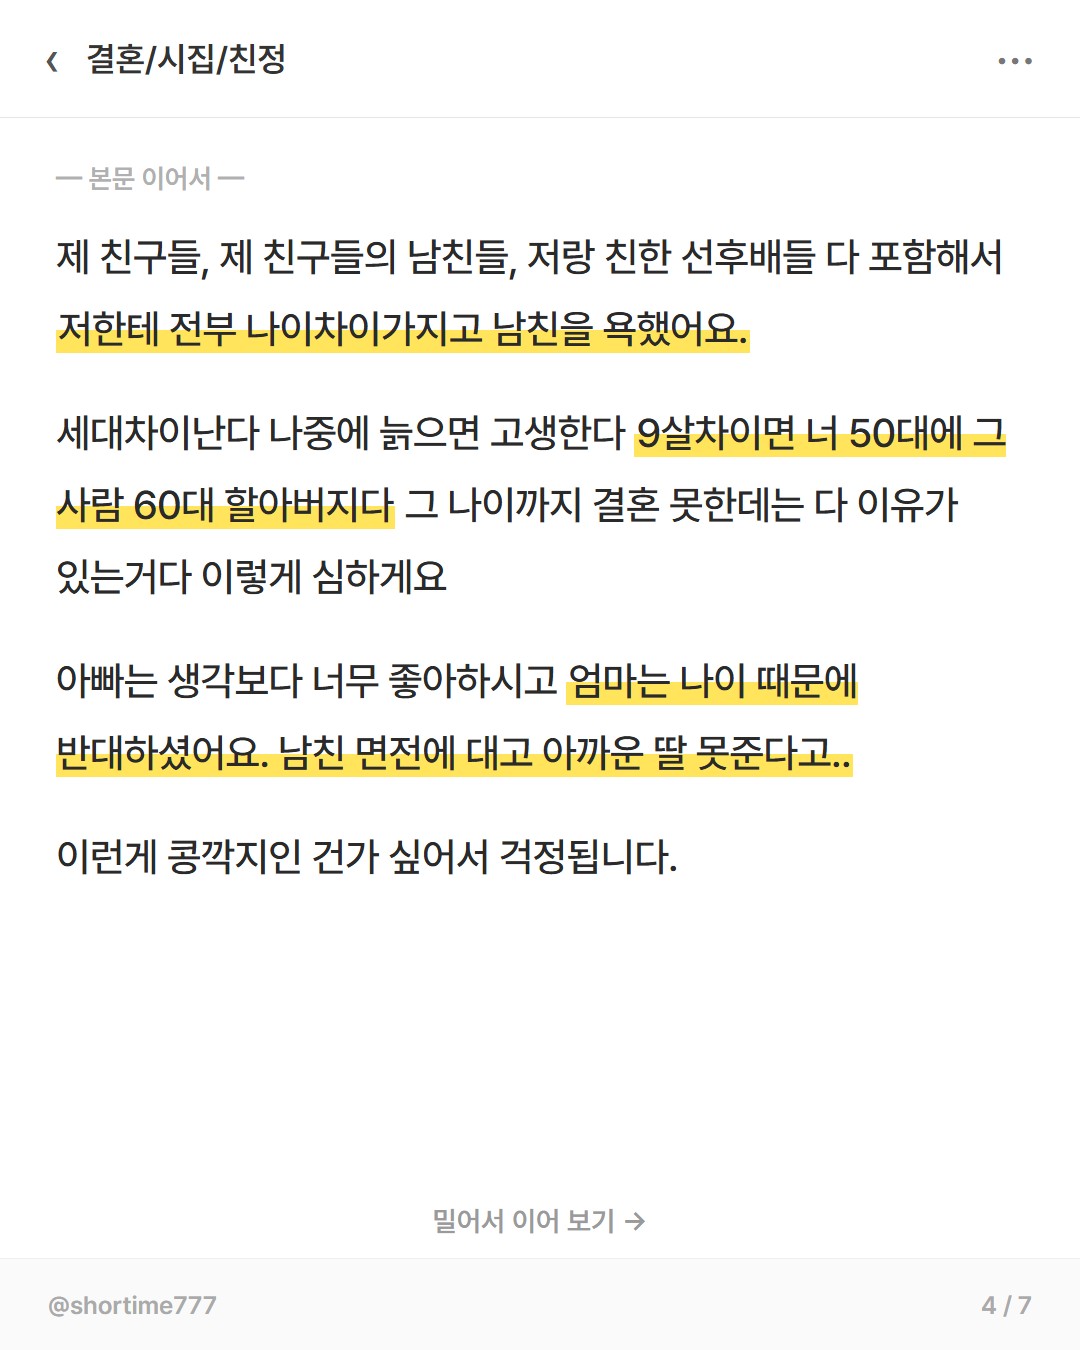 ‹ 결혼/시집/친정 •••
— 본문 이어서 —
제 친구들, 제 친구들의 남친들, 저랑 친한 선후배들 다 포함해서
저한테 전부 나이차이가지고 남친을 욕했어요.
세대차이난다 나중에 늙으면 고생한다 9살차이면 너 50대에 그
사람 60대 할아버지다 그 나이까지 결혼 못한데는 다 이유가
있는거다 이렇게 심하게요
아빠는 생각보다 너무 좋아하시고 엄마는 나이 때문에
반대하셨어요. 남친 면전에 대고 아까운 딸 못준다고..
이런게 콩깍지인 건가 싶어서 걱정됩니다.
밀어서 이어 보기 →
@shortime777 4 / 7